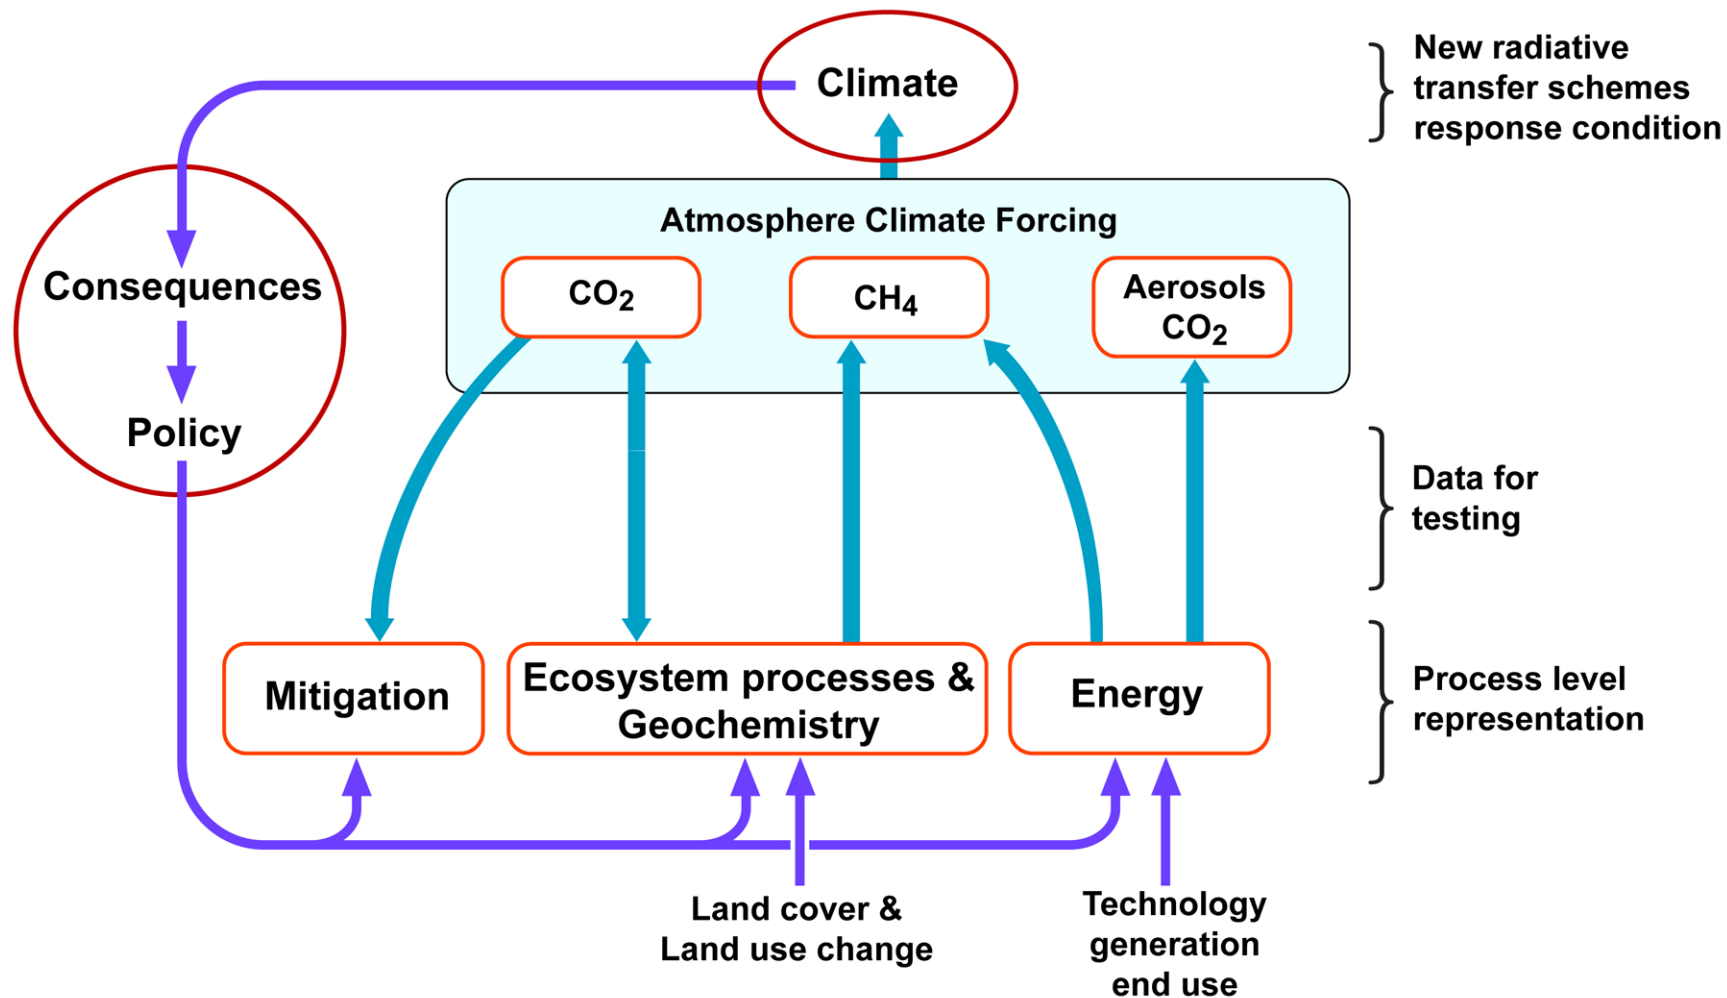 Climate
New radiative
transfer schemes
response condition
Atmosphere Climate Forcing
CO2
CH4
Aerosols
CO2
Consequences
Policy
Data for
testing
Mitigation
Ecosystem processes &
Geochemistry
Energy
Process level
representation
Land cover &
Land use change
Technology
generation
end use